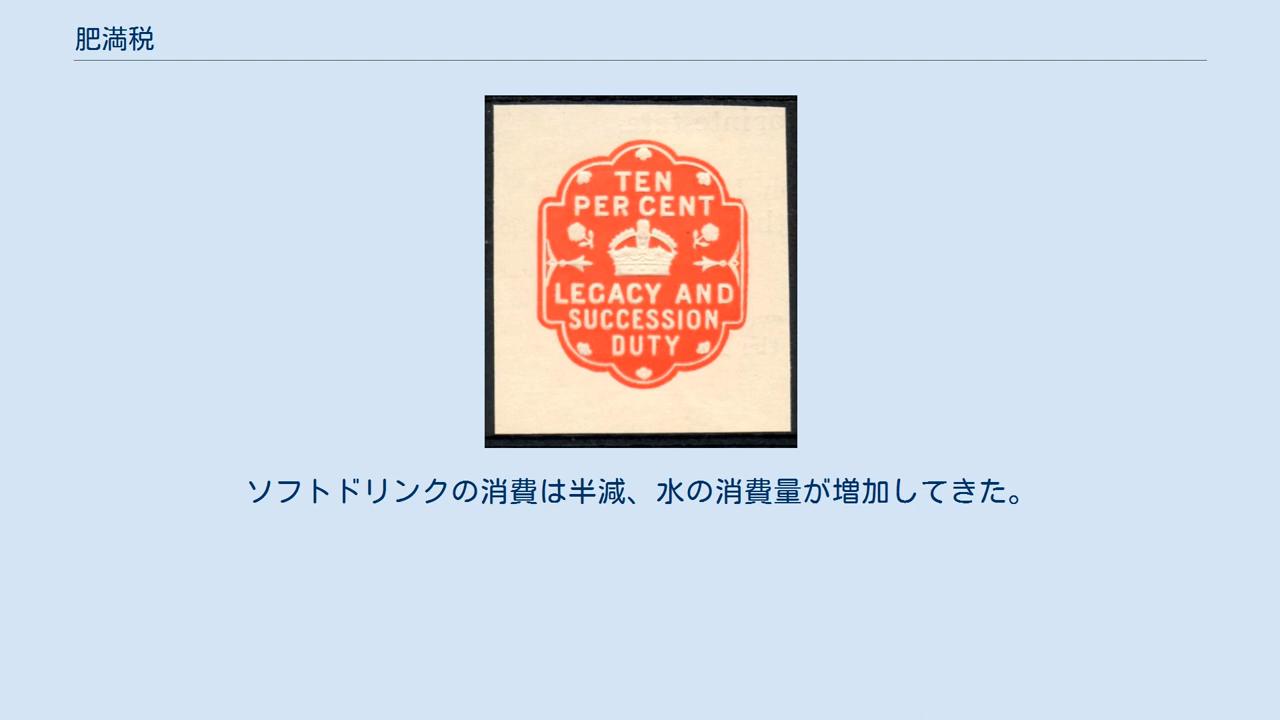 肥満税
TEN
PER CENT
LEGACY AND
SUCCESSION
DUTY
ソフトドリンクの消費は半減、水の消費量が増加してきた。